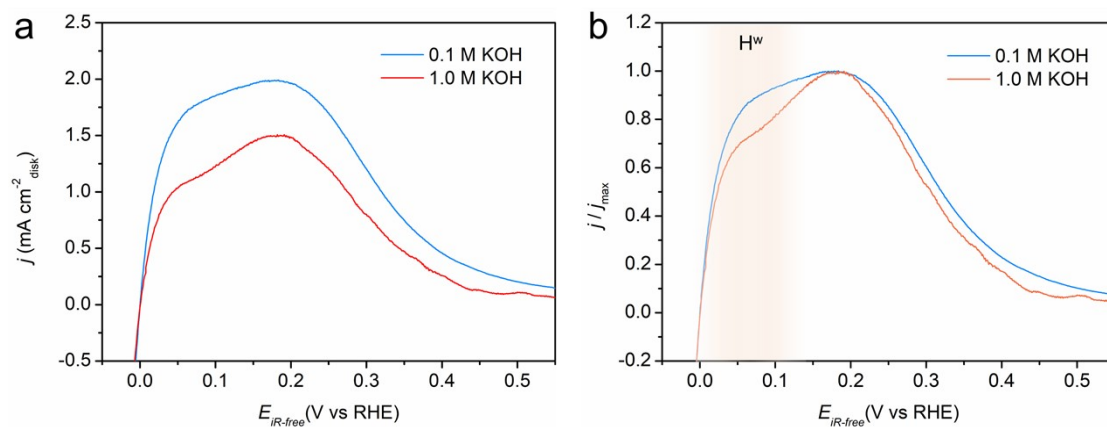 a
2.5
2.0
1.5
1.0
0.5
0.0
-0.5
j (mA cm⁻²disk)
0.1 M KOH
1.0 M KOH
0.0 0.1 0.2 0.3 0.4 0.5
EiR-free(V vs RHE)
b
1.2
1.0
0.8
0.6
0.4
0.2
0.0
-0.2
j / jmax
Hʷ
0.1 M KOH
1.0 M KOH
0.0 0.1 0.2 0.3 0.4 0.5
EiR-free(V vs RHE)